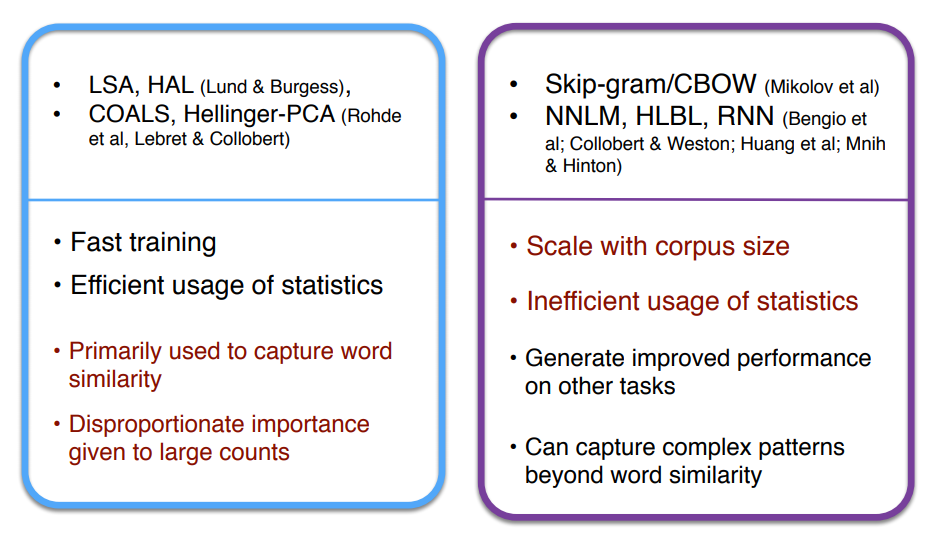 • LSA, HAL (Lund & Burgess),
• COALS, Hellinger-PCA (Rohde
et al, Lebret & Collobert)
• Fast training
• Efficient usage of statistics
• Primarily used to capture word
similarity
• Disproportionate importance
given to large counts
• Skip-gram/CBOW (Mikolov et al)
• NNLM, HLBL, RNN (Bengio et
al; Collobert & Weston; Huang et al; Mnih
& Hinton)
• Scale with corpus size
• Inefficient usage of statistics
• Generate improved performance
on other tasks
• Can capture complex patterns
beyond word similarity